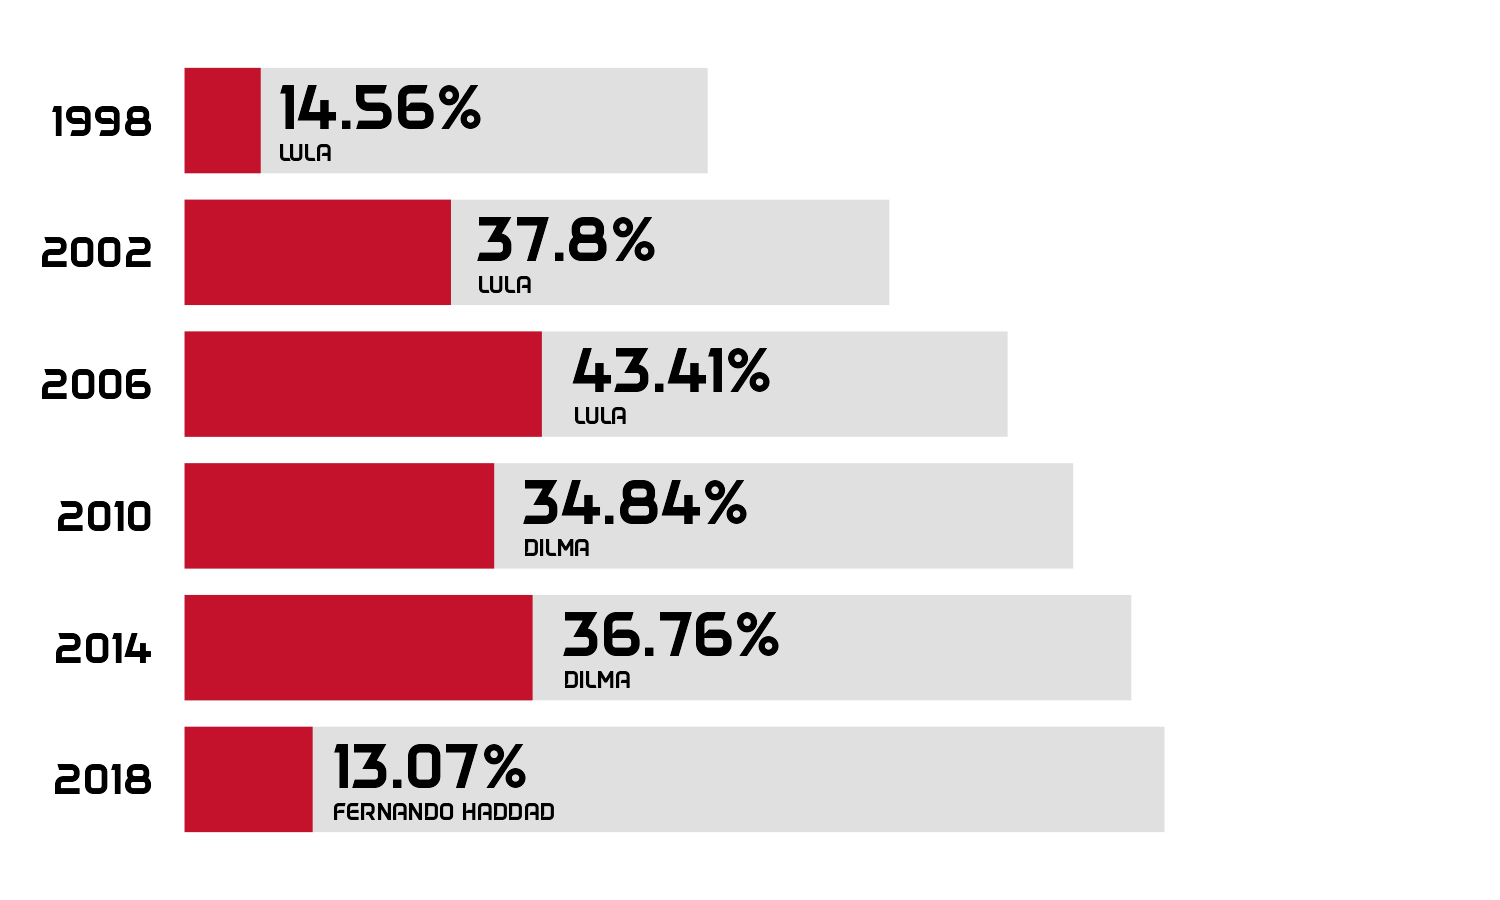 1998
14.56%
LULA
2002
37.8%
LULA
2006
43.41%
LULA
2010
34.84%
DILMA
2014
36.76%
DILMA
2018
13.07%
FERNANDO HADDAD